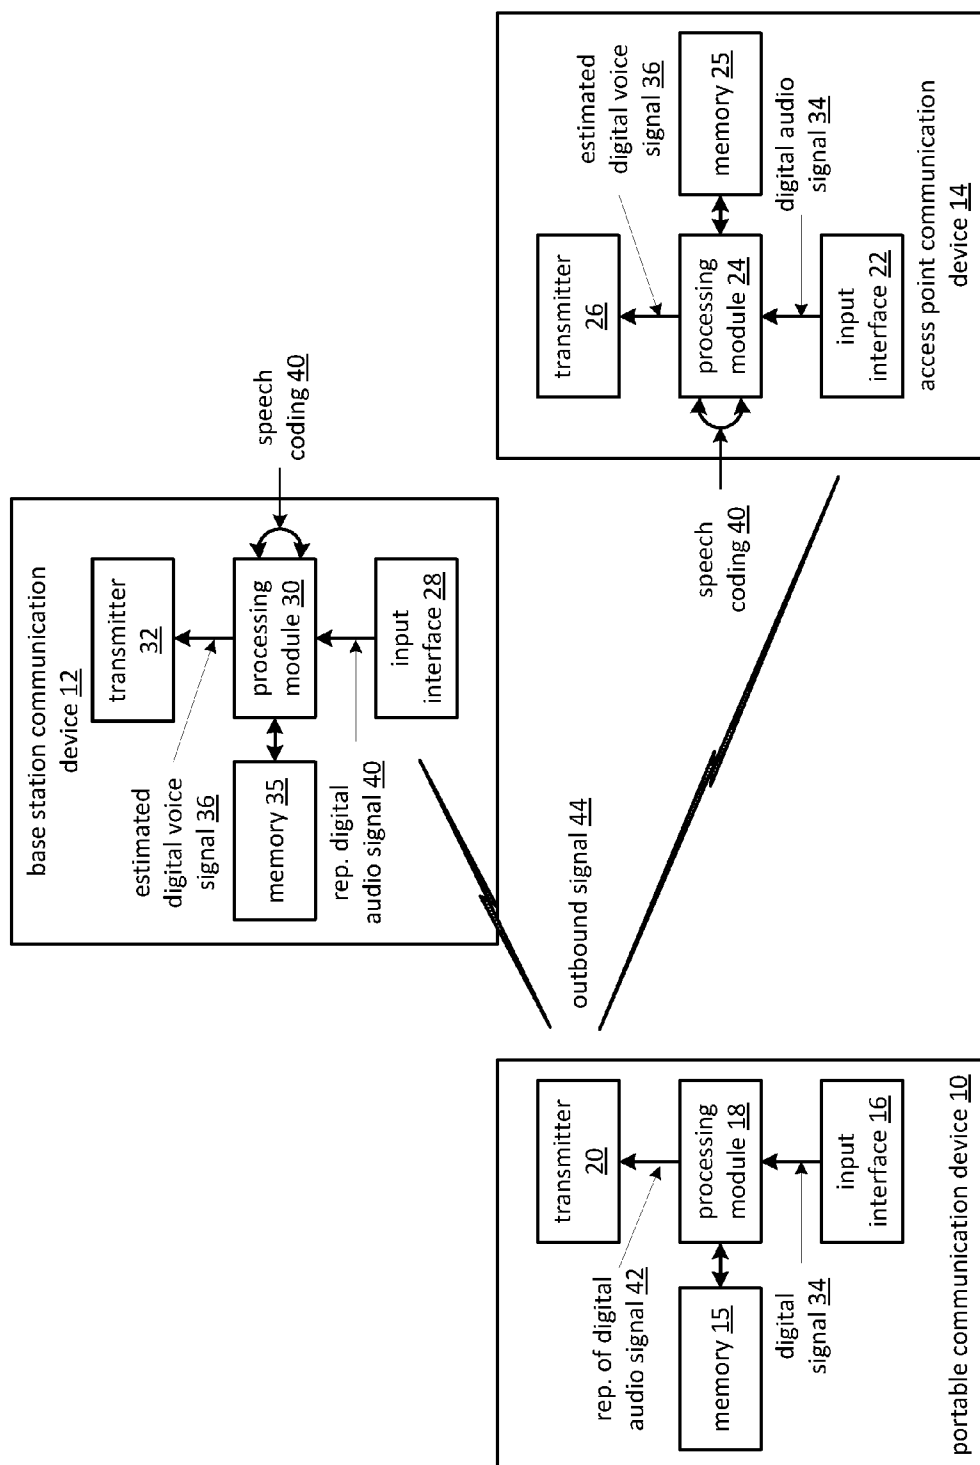 base station communication
device 12
transmitter
32
estimated
digital voice
signal 36
processing
module 30
memory 35
speech
coding 40
rep. digital
audio signal 40
input
interface 28
outbound signal 44
portable communication device 10
transmitter
20
rep. of digital
audio signal 42
processing
module 18
memory 15
digital
signal 34
input
interface 16
transmitter
26
estimated
digital voice
signal 36
processing
module 24
memory 25
speech
coding 40
digital audio
signal 34
input
interface 22
access point communication
device 14